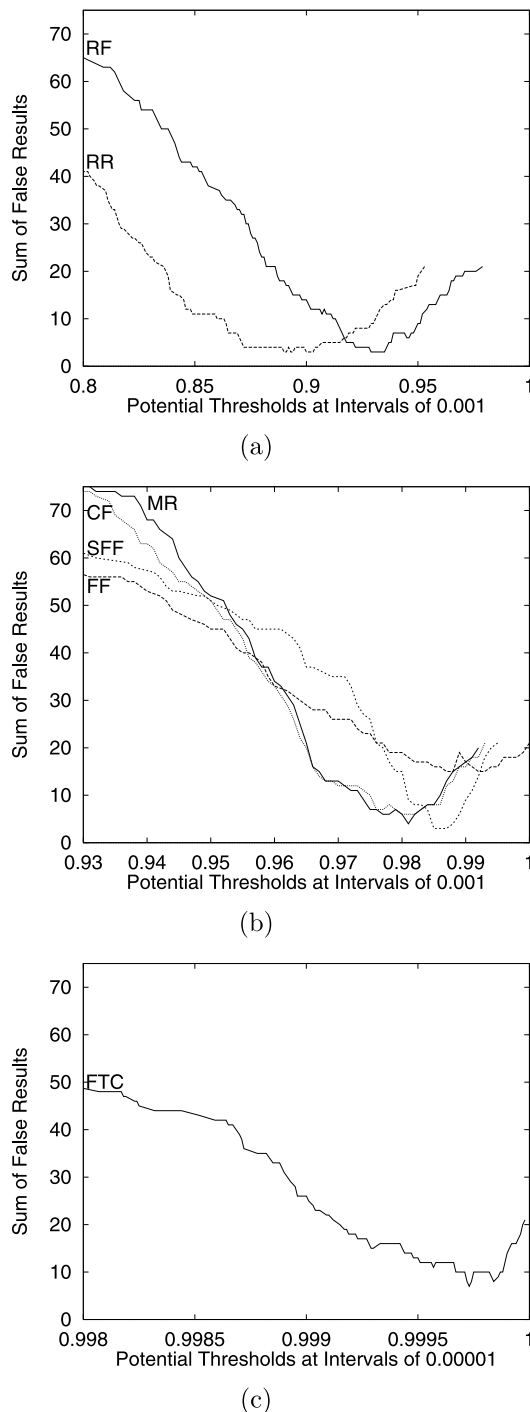 70
60
50
40
30
20
10
0
Sum of False Results
RF
RR
0.8 0.85 0.9 0.95 1
Potential Thresholds at Intervals of 0.001
(a)
70
60
50
40
30
20
10
0
Sum of False Results
MR
CF
SFF
FF
0.93 0.94 0.95 0.96 0.97 0.98 0.99 1
Potential Thresholds at Intervals of 0.001
(b)
70
60
50
40
30
20
10
0
Sum of False Results
FTC
0.998 0.9985 0.999 0.9995 1
Potential Thresholds at Intervals of 0.00001
(c)